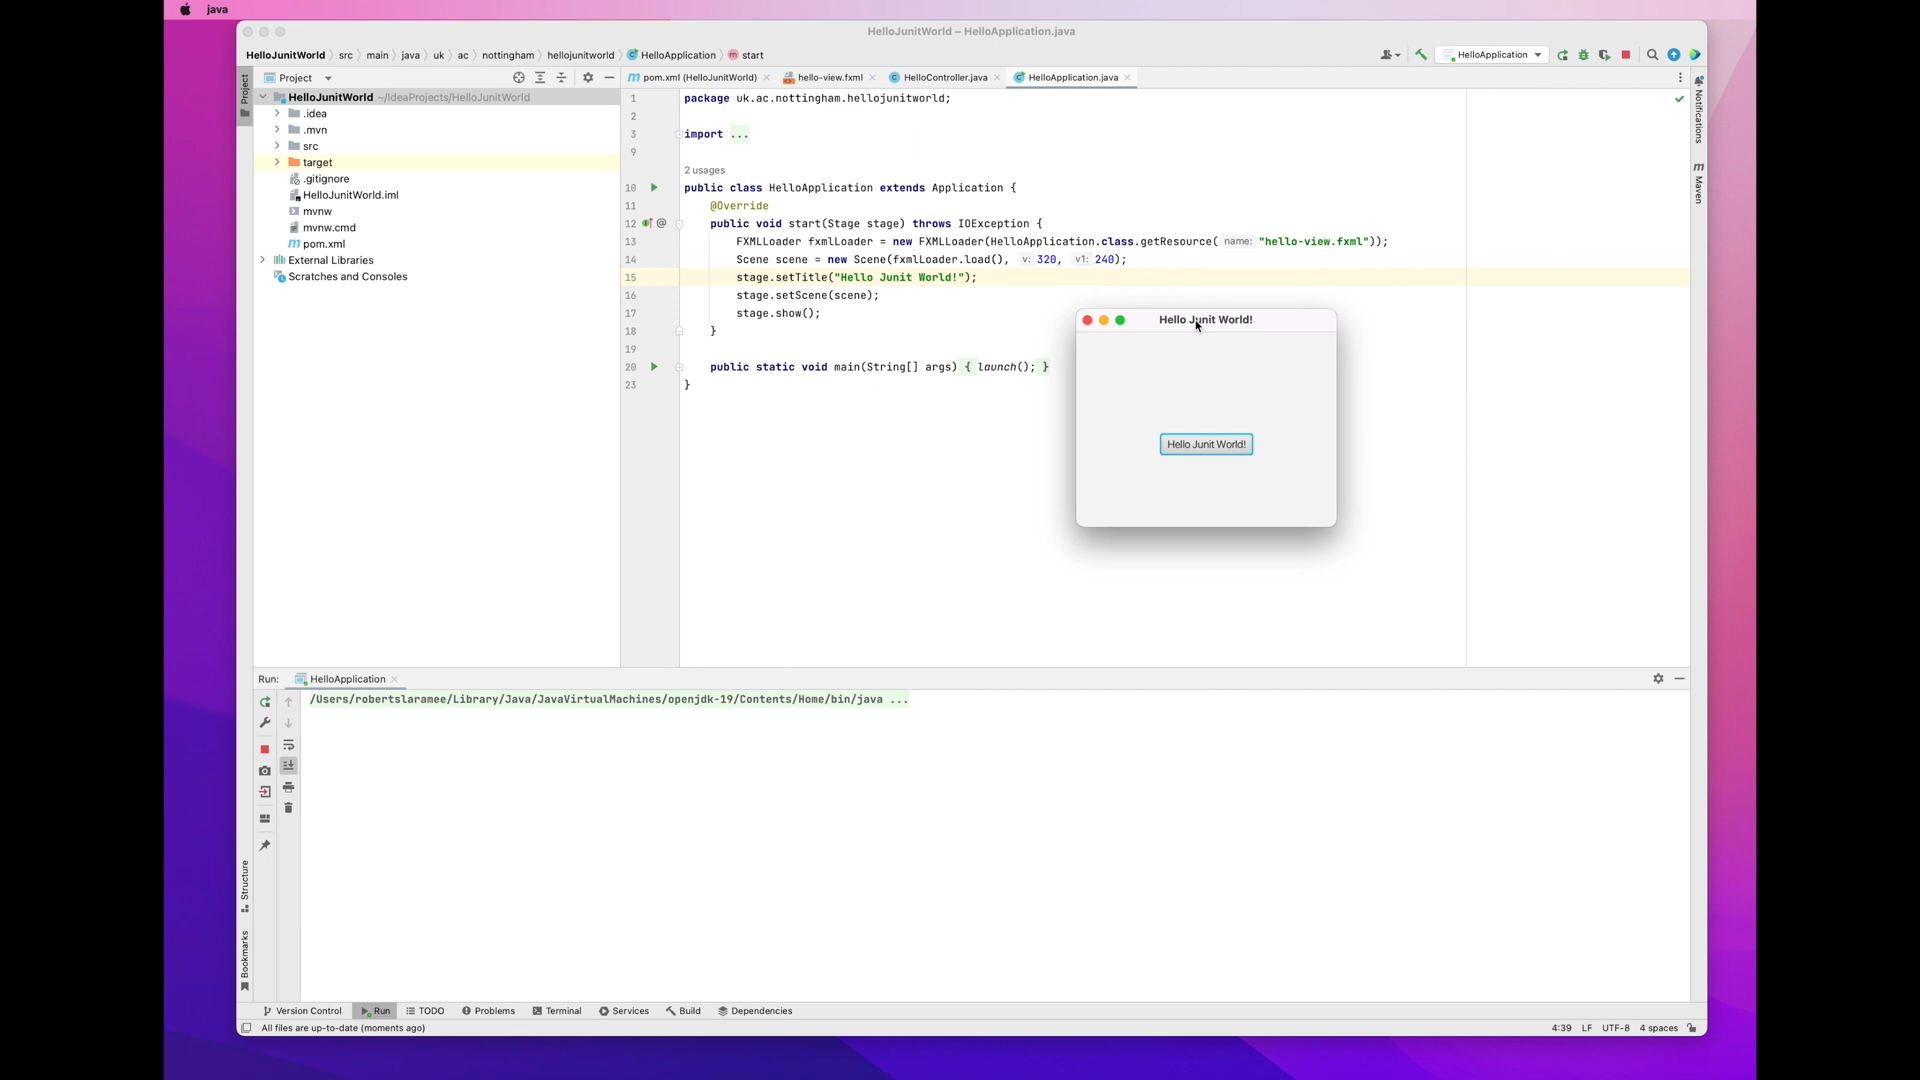 java
HelloJunitWorld – HelloApplication.java
HelloJunitWorld src main java uk ac nottingham hellojunitworld HelloApplication start
HelloApplication
Project
pom.xml (HelloJunitWorld)
hello-view.fxml
HelloController.java
HelloApplication.java
Project
HelloJunitWorld ~/IdeaProjects/HelloJunitWorld
.idea
.mvn
src
target
.gitignore
HelloJunitWorld.iml
mvnw
mvnw.cmd
pom.xml
External Libraries
Scratches and Consoles
1 package uk.ac.nottingham.hellojunitworld;
2
3 import ...
9
2 usages
10 public class HelloApplication extends Application {
11 @Override
12 @ public void start(Stage stage) throws IOException {
13 FXMLLoader fxmlLoader = new FXMLLoader(HelloApplication.class.getResource( name: "hello-view.fxml"));
14 Scene scene = new Scene(fxmlLoader.load(), v: 320, v1: 240);
15 stage.setTitle("Hello Junit World!");
16 stage.setScene(scene);
17 stage.show();
18 }
19
20 public static void main(String[] args) { launch(); }
23 }
Notifications
Maven
Hello Junit World!
Hello Junit World!
Run: HelloApplication
/Users/robertslaramee/Library/Java/JavaVirtualMachines/openjdk-19/Contents/Home/bin/java ...
Structure
Bookmarks
Version Control Run TODO Problems Terminal Services Build Dependencies
All files are up-to-date (moments ago)
4:39 LF UTF-8 4 spaces